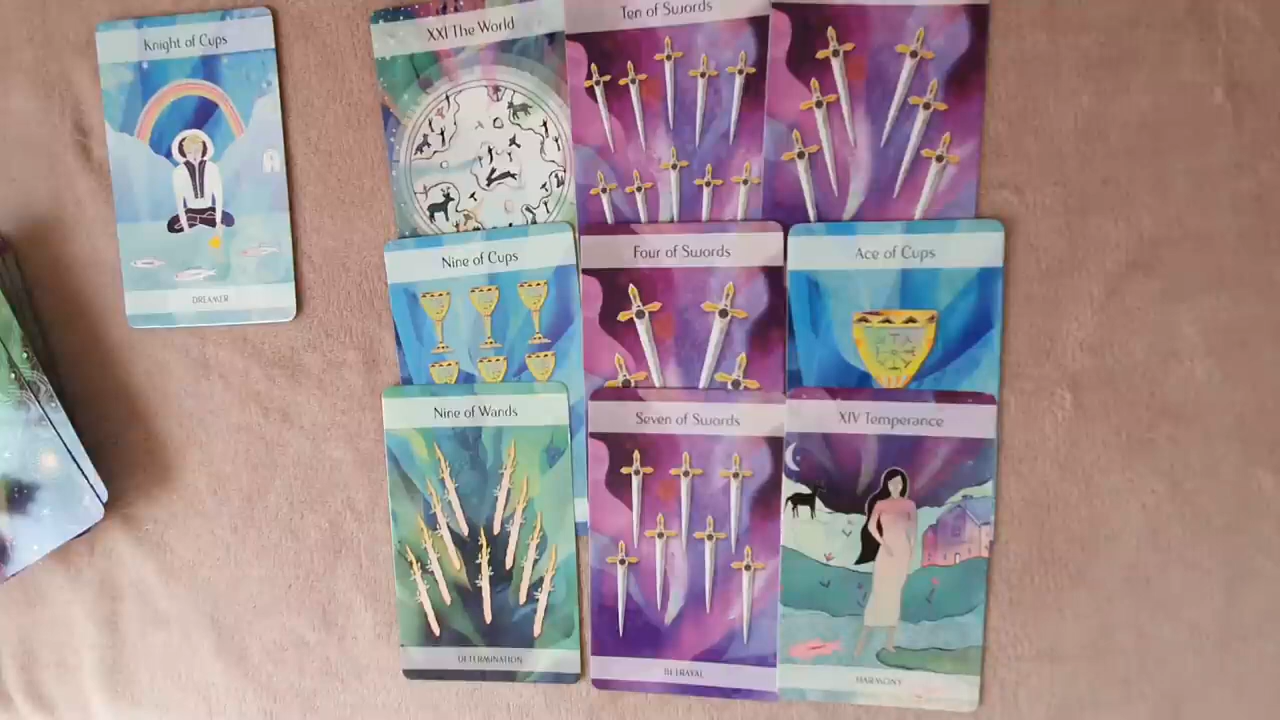 Knight of Cups
DREAMER
XXI The World
Ten of Swords
Nine of Cups
Four of Swords
Ace of Cups
Nine of Wands
DETERMINATION
Seven of Swords
BETRAYAL
XIV Temperance
HARMONY